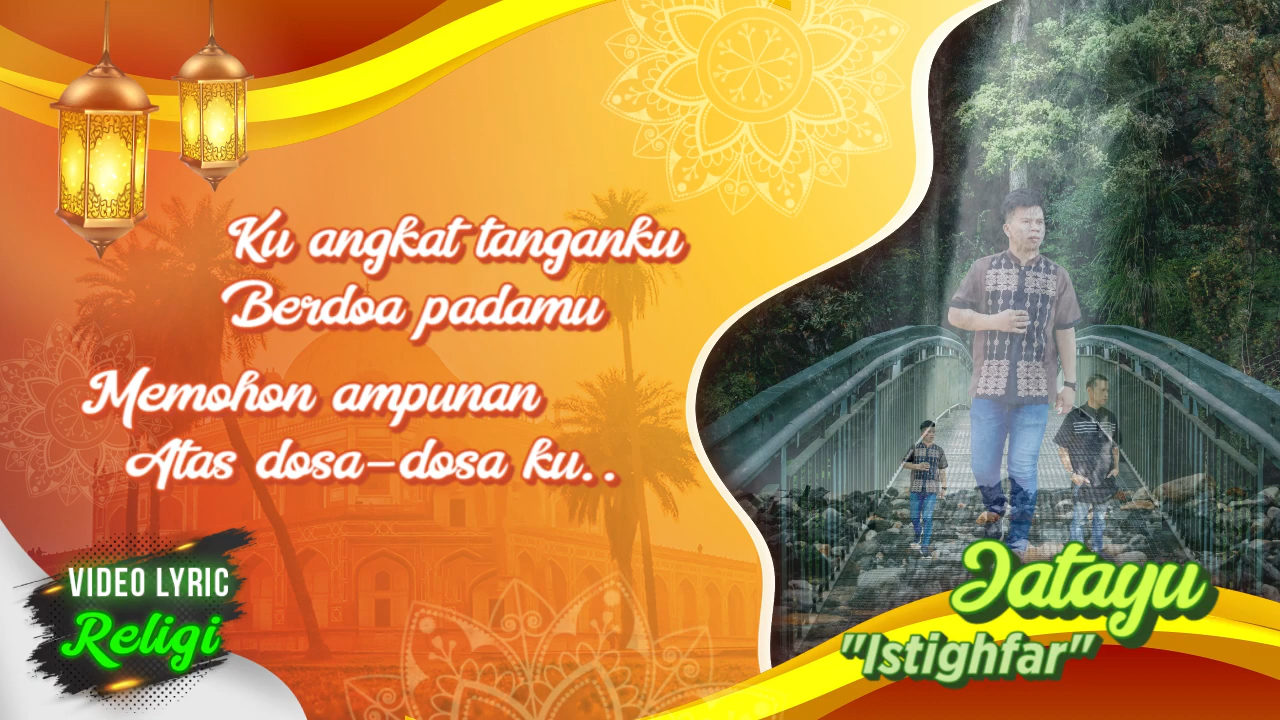 Ku angkat tanganku
Berdoa padamu
Memohon ampunan
Atas dosa-dosa ku..
VIDEO LYRIC
Religi
Jatayu
"Istighfar"